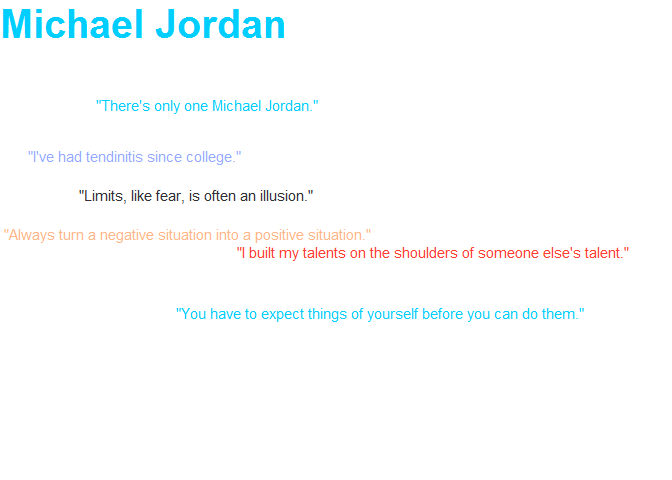 Michael Jordan
"There's only one Michael Jordan."
"I've had tendinitis since college."
"Limits, like fear, is often an illusion."
"Always turn a negative situation into a positive situation."
"I built my talents on the shoulders of someone else's talent."
"You have to expect things of yourself before you can do them."